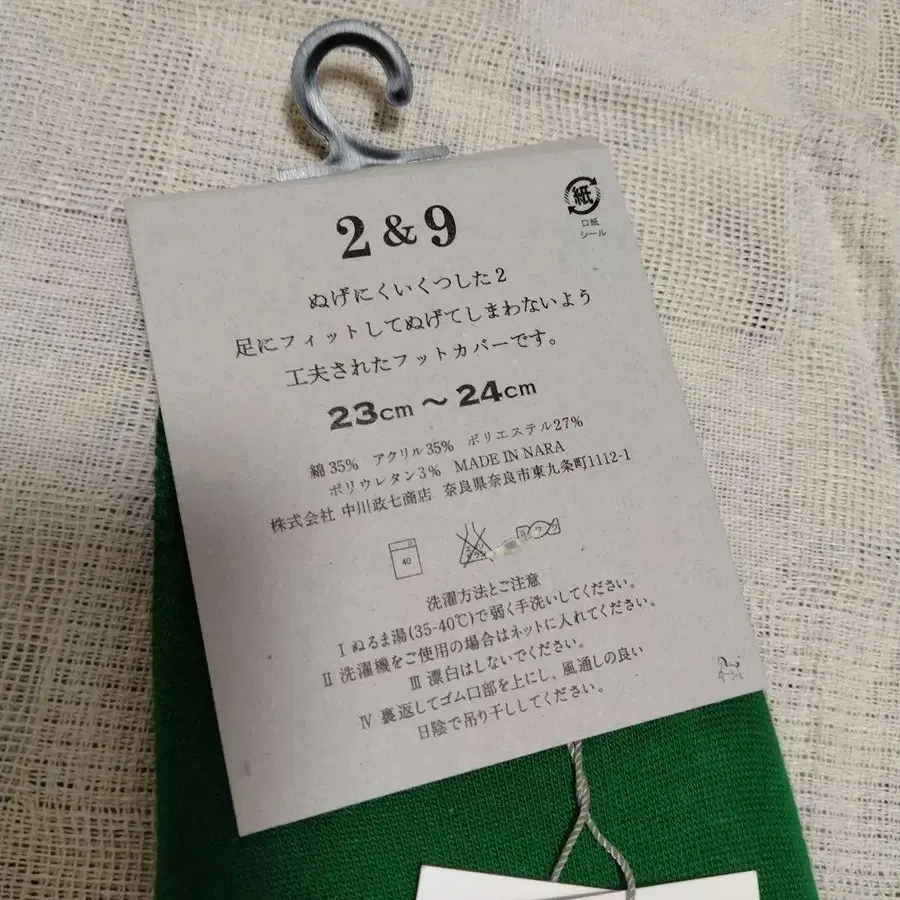 2&9
紙
口紙
シール
ぬげにくいくつした2
足にフィットしてぬげてしまわないよう
工夫されたフットカバーです。
23cm～24cm
綿35% アクリル35% ポリエステル27%
ポリウレタン3% MADE IN NARA
株式会社 中川政七商店 奈良県奈良市東九条町1112-1
40
洗濯方法とご注意
Ⅰ ぬるま湯(35-40℃)で弱く手洗いしてください。
Ⅱ 洗濯機をご使用の場合はネットに入れてください。
Ⅲ 漂白はしないでください。
Ⅳ 裏返してゴム口部を上にし、風通しの良い
日陰で吊り干ししてください。